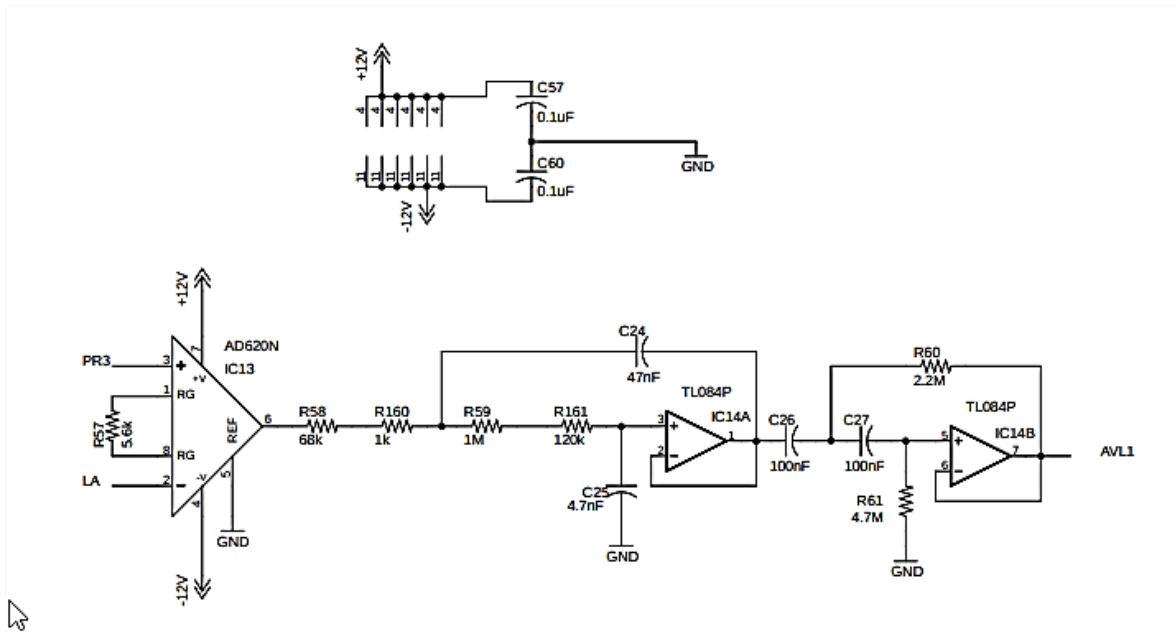 +12V
C57
0.1uF
4 4 4 4 4 4
GND
C60
0.1uF
11 11 11 11 11 11
-12V
+12V
AD620N
IC13
7
PR3
3
+
+V
1
RG
R57
5.6k
REF
6
8
RG
LA
2
-
-V
4
5
GND
-12V
R58
68k
R160
1k
R59
1M
R161
120k
C24
47nF
C25
4.7nF
GND
TL084P
IC14A
3
+
2
-
1
C26
100nF
R60
2.2M
C27
100nF
TL084P
IC14B
5
+
6
-
7
R61
4.7M
GND
AVL1